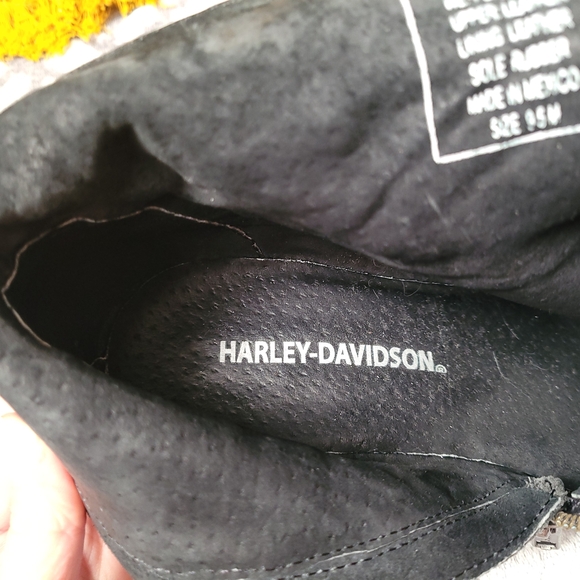 UPPER LEATHER
LINING LEATHER
SOLE RUBBER
MADE IN MEXICO
SIZE 9.5 M
HARLEY-DAVIDSON®